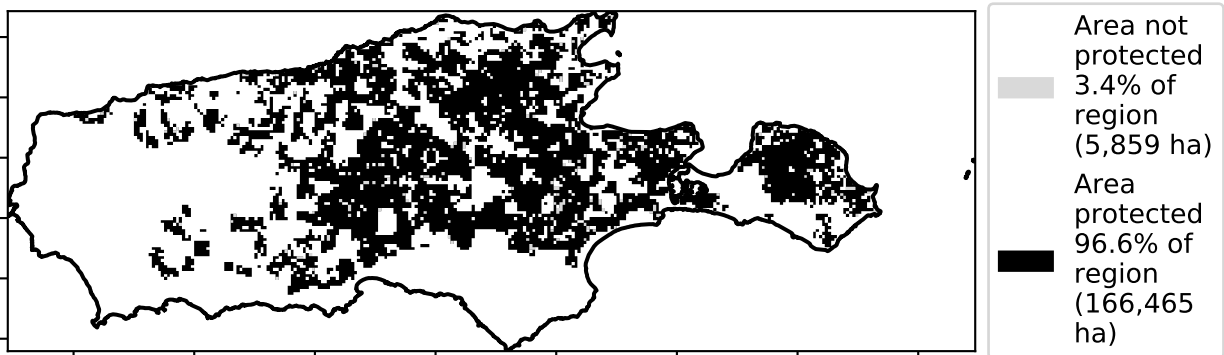 Area not
protected
3.4% of
region
(5,859 ha)
Area
protected
96.6% of
region
(166,465
ha)